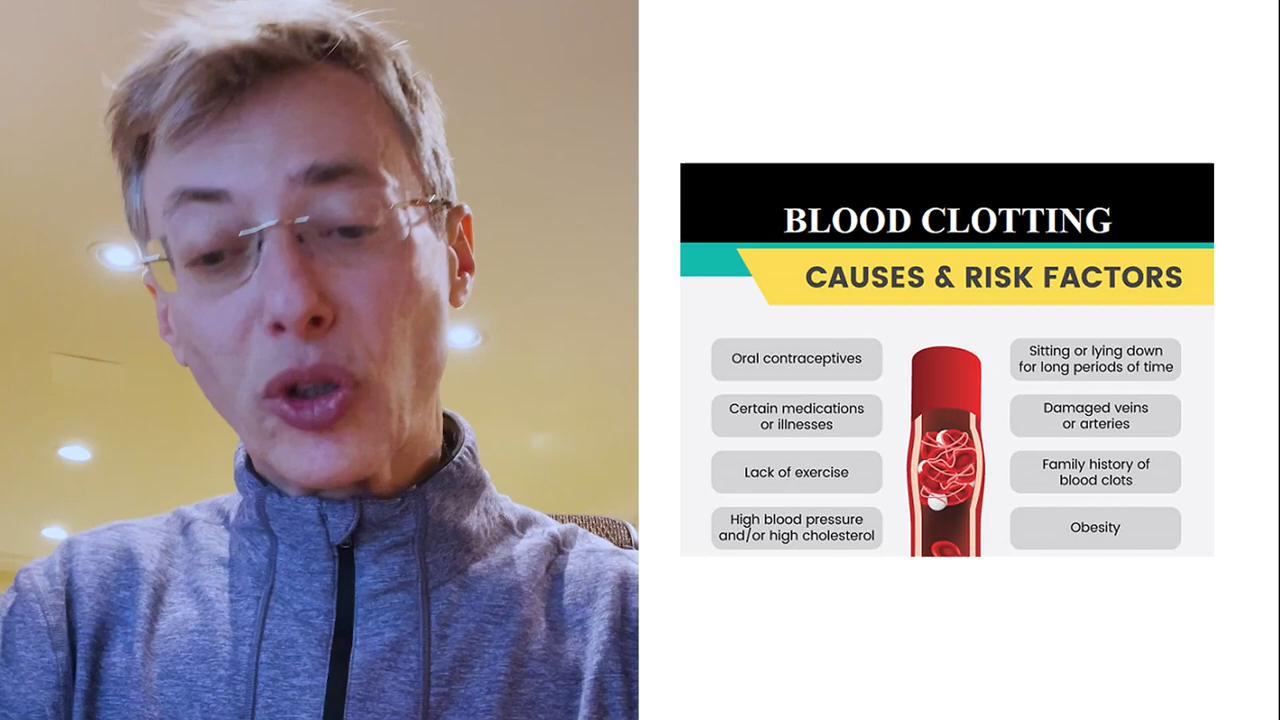 BLOOD CLOTTING
CAUSES & RISK FACTORS
Oral contraceptives
Certain medications
or illnesses
Lack of exercise
High blood pressure
and/or high cholesterol
Sitting or lying down
for long periods of time
Damaged veins
or arteries
Family history of
blood clots
Obesity